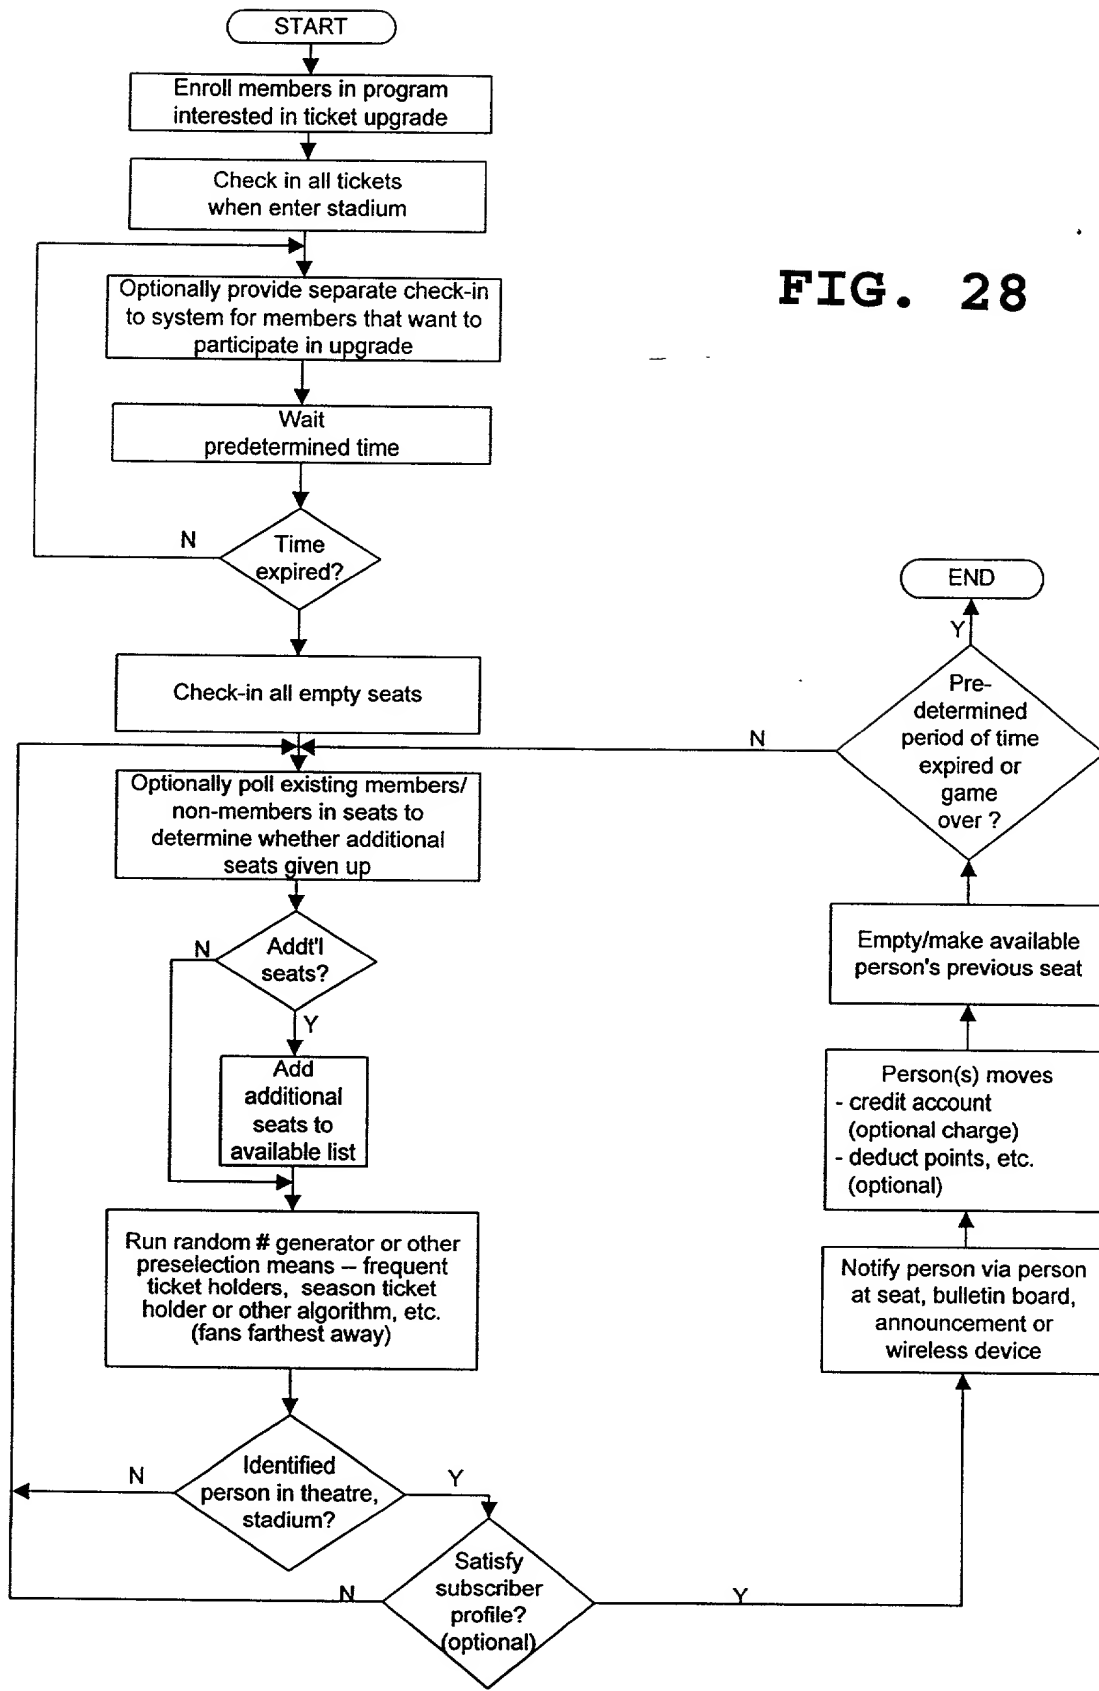 START
Enroll members in program
interested in ticket upgrade
Check in all tickets
when enter stadium
Optionally provide separate check-in
to system for members that want to
participate in upgrade
FIG. 28
Wait
predetermined time
N
Time
expired?
END
Y
Check-in all empty seats
Pre-
determined
period of time
expired or
game
over ?
N
Optionally poll existing members/
non-members in seats to
determine whether additional
seats given up
N
Addt'l
seats?
Y
Add
additional
seats to
available list
Empty/make available
person's previous seat
Person(s) moves
- credit account
(optional charge)
- deduct points, etc.
(optional)
Run random # generator or other
preselection means – frequent
ticket holders, season ticket
holder or other algorithm, etc.
(fans farthest away)
Notify person via person
at seat, bulletin board,
announcement or
wireless device
N
Identified
person in theatre,
stadium?
Y
N
Satisfy
subscriber
profile?
(optional)
Y